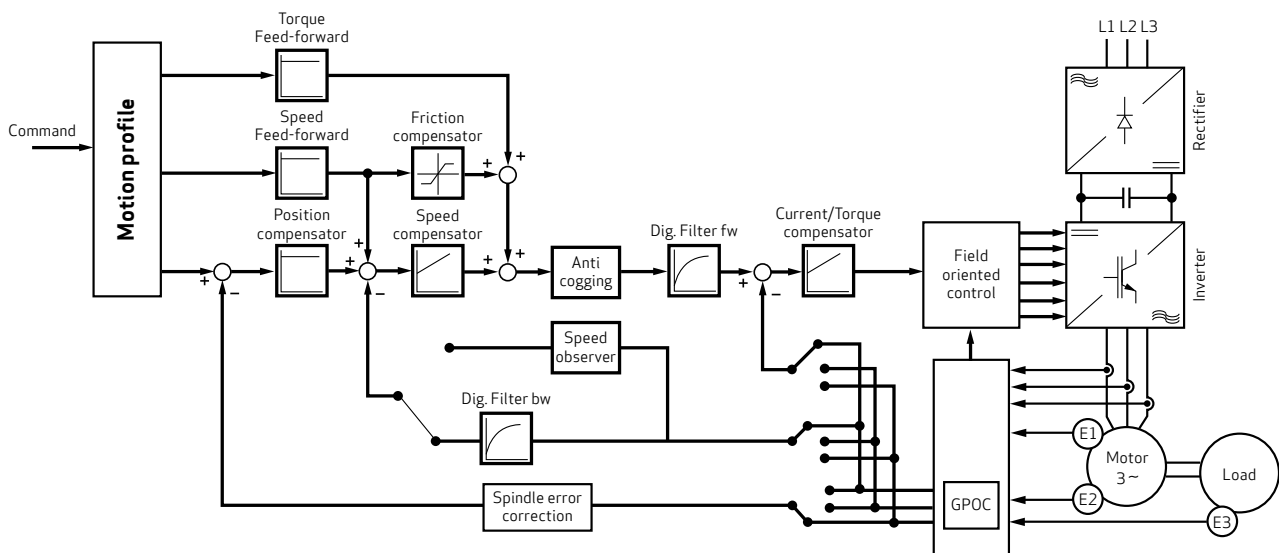 Torque
Feed-forward
L1 L2 L3
Motion profile
Rectifier
Command
Speed
Feed-forward
Friction
compensator
+
+
Position
compensator
Speed
compensator
Dig. Filter fw
Current/Torque
compensator
+
+
+
+
+
−
−
+
−
Anti
cogging
Field
oriented
control
Inverter
Speed
observer
Dig. Filter bw
E1
Motor
3~
Load
Spindle error
correction
GPOC
E2
E3